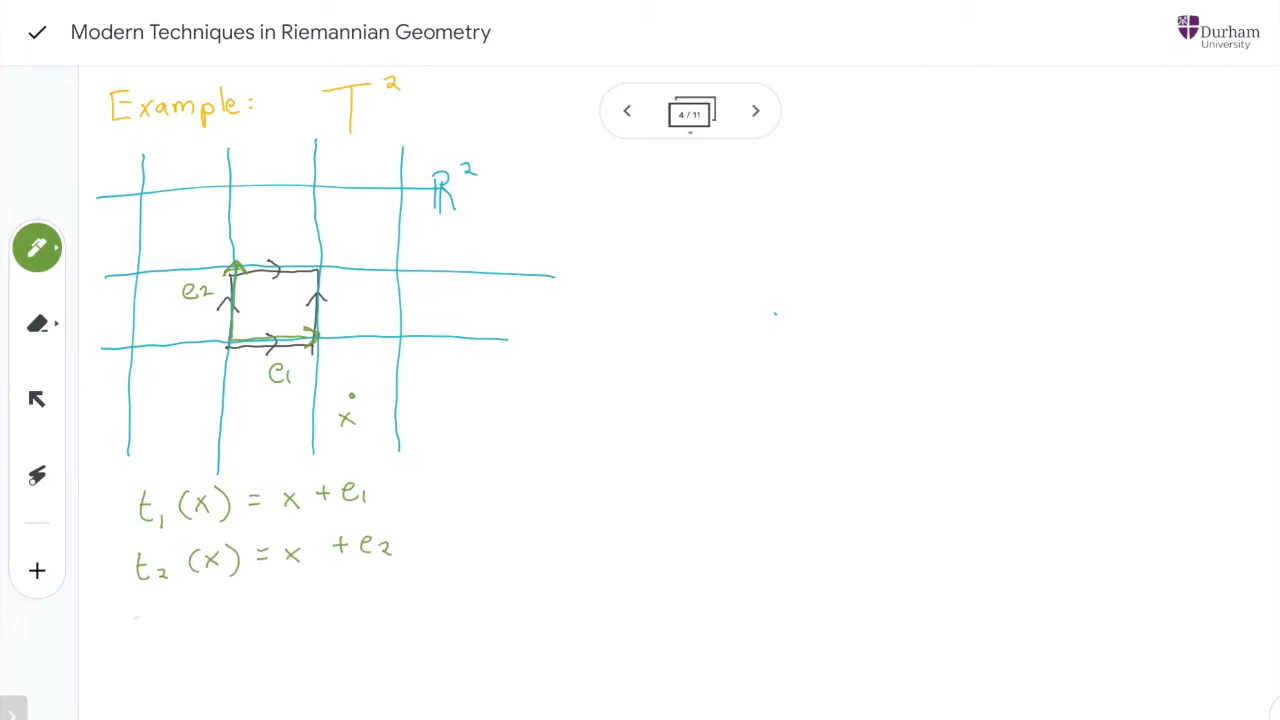 Modern Techniques in Riemannian Geometry
Durham
University
Example: T²
4 / 11
ℝ²
e₂
e₁
x
t₁ (x) = x + e₁
t₂ (x) = x + e₂